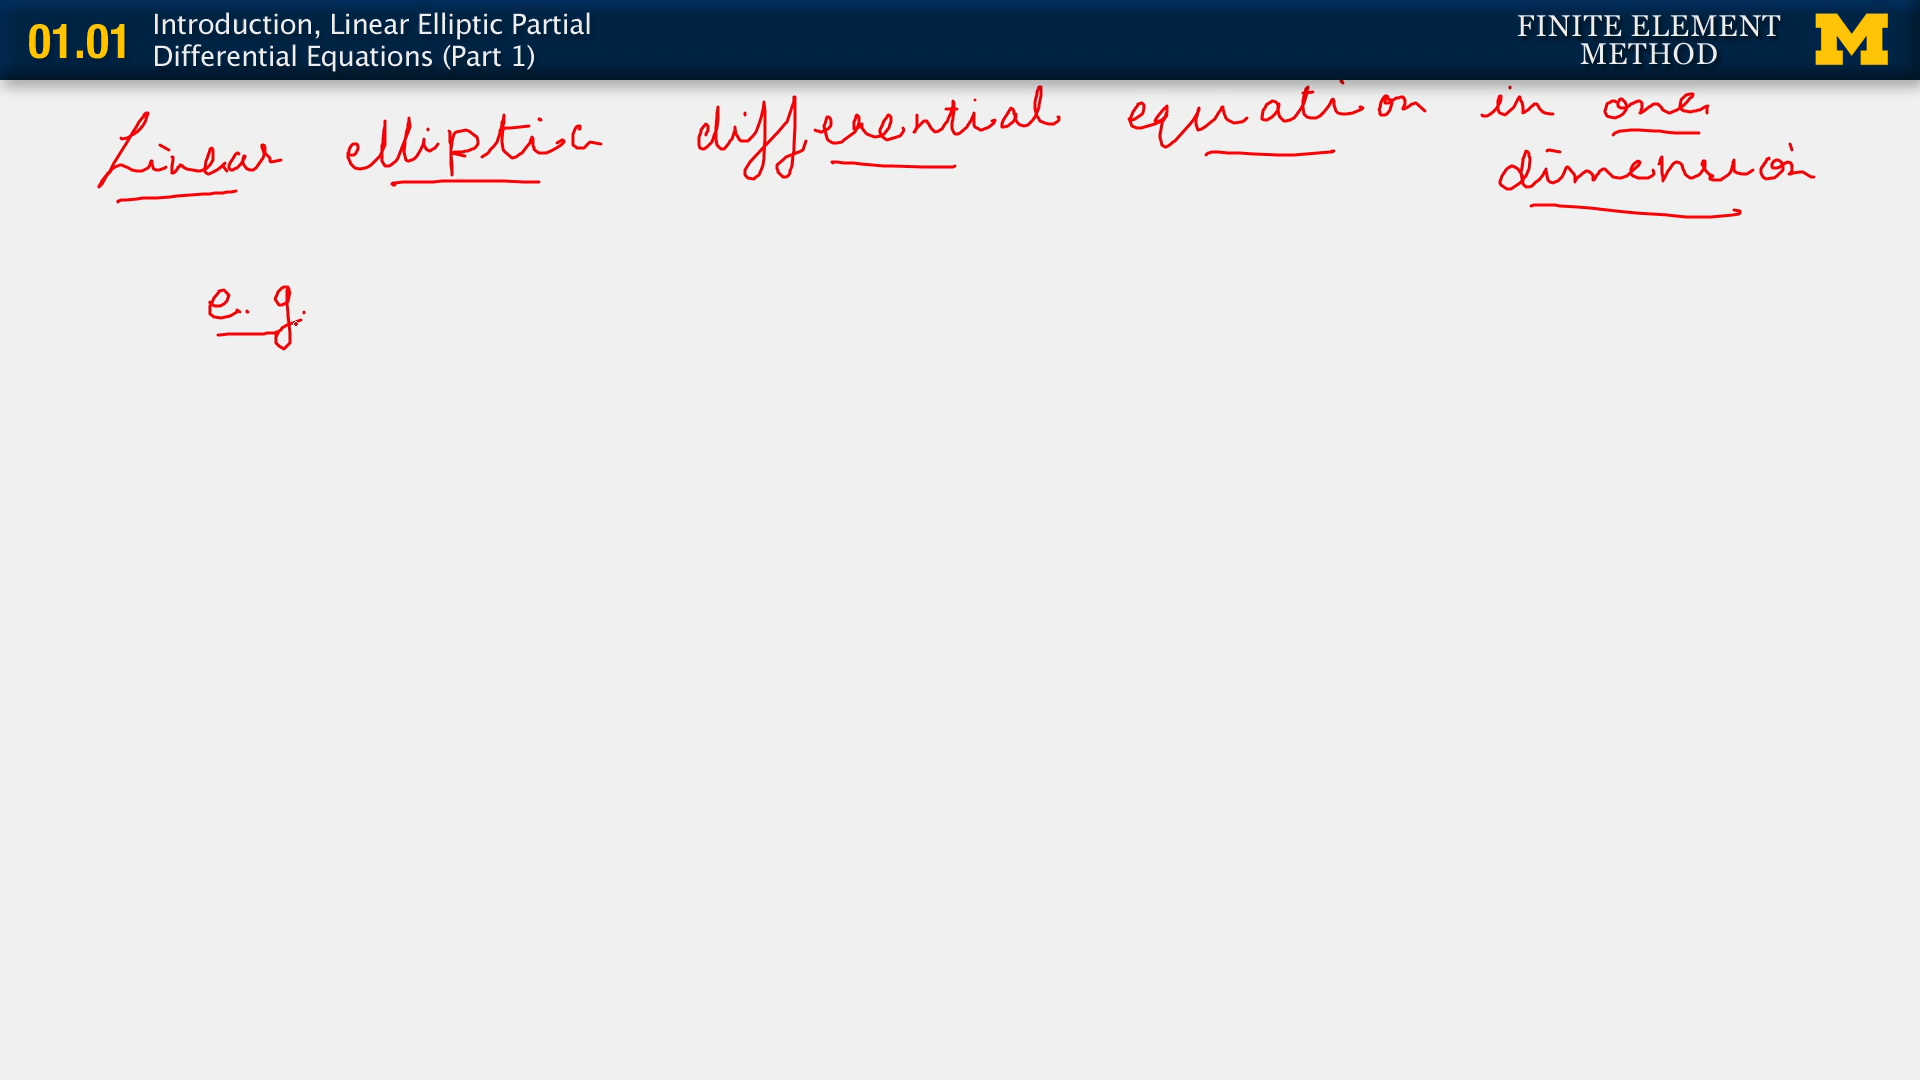 01.01
Introduction, Linear Elliptic Partial
Differential Equations (Part 1)
FINITE ELEMENT
METHOD
M
Linear elliptic differential equation in one
dimension
e.g.